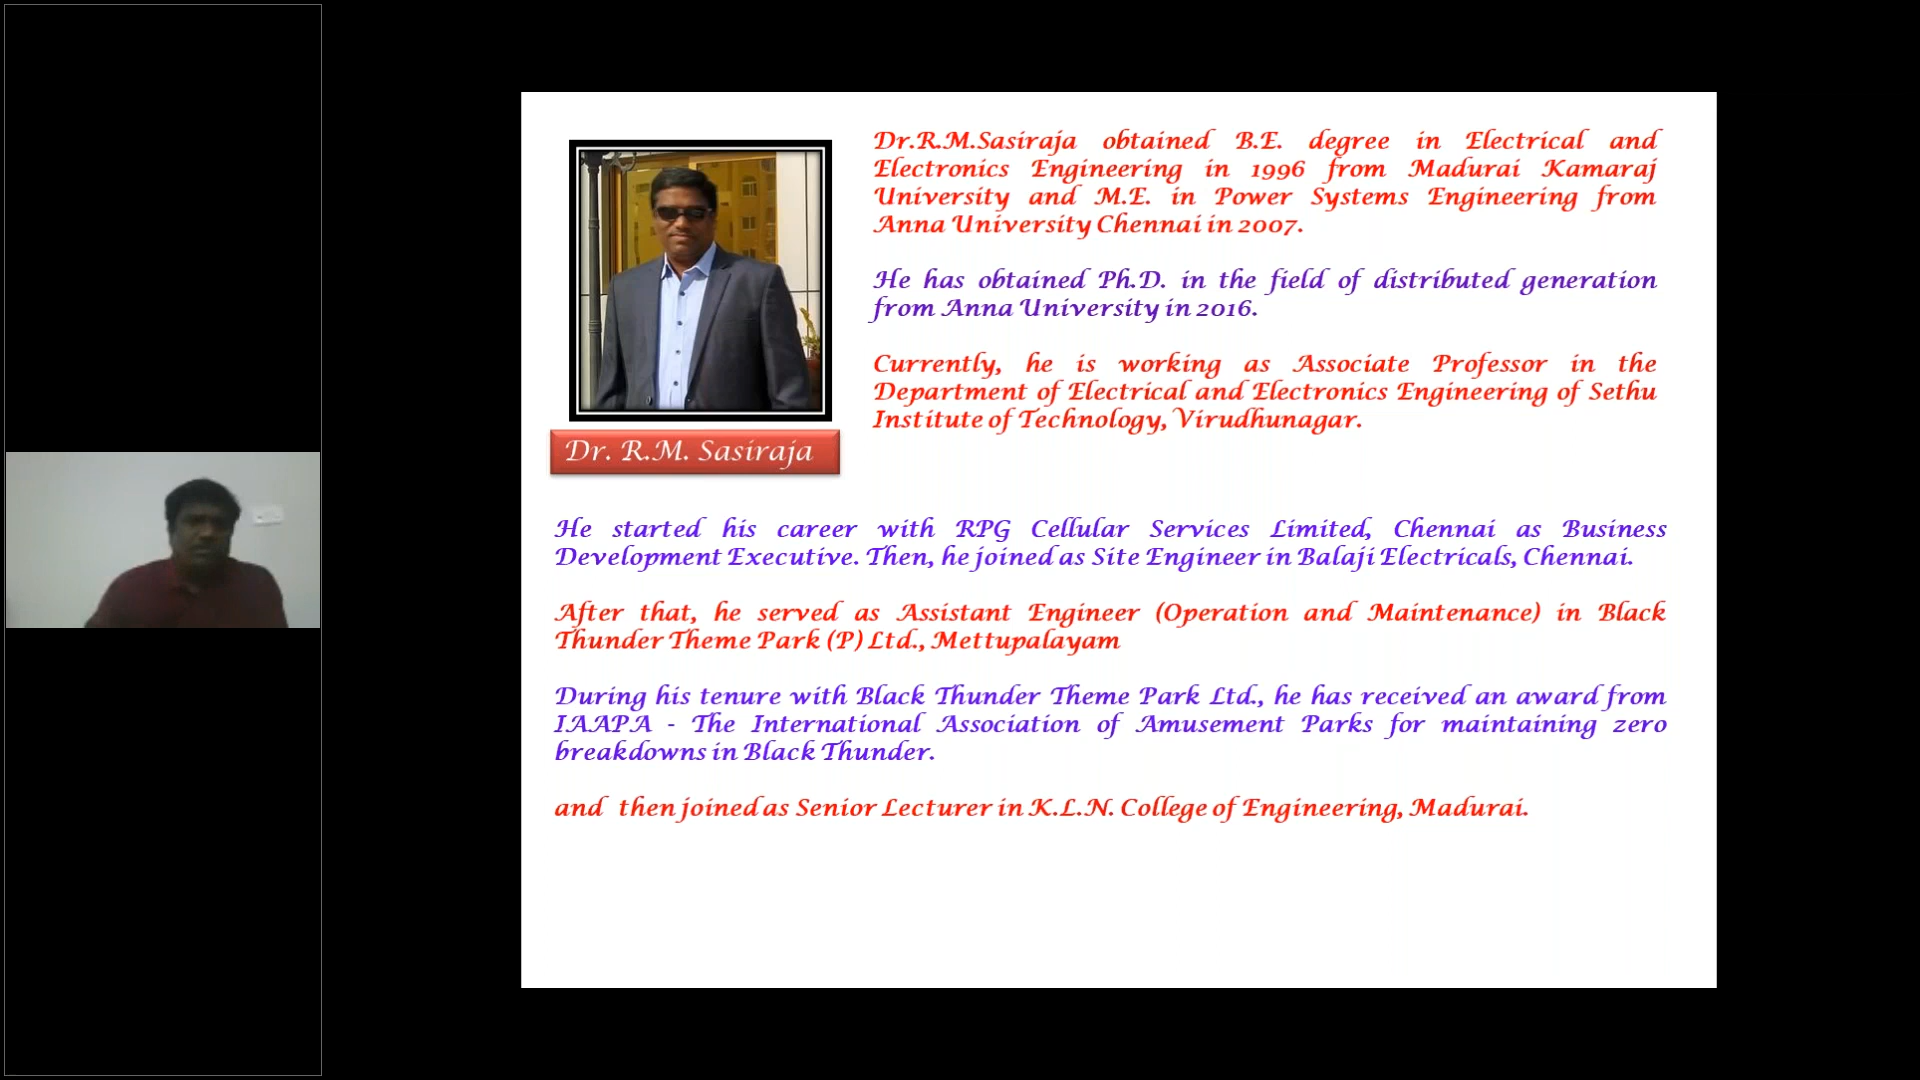 Dr.R.M.Sasiraja obtained B.E. degree in Electrical and
Electronics Engineering in 1996 from Madurai Kamaraj
University and M.E. in Power Systems Engineering from
Anna University Chennai in 2007.
He has obtained Ph.D. in the field of distributed generation
from Anna University in 2016.
Currently, he is working as Associate Professor in the
Department of Electrical and Electronics Engineering of Sethu
Institute of Technology, Virudhunagar.
Dr. R.M. Sasiraja
He started his career with RPG Cellular Services Limited, Chennai as Business
Development Executive. Then, he joined as Site Engineer in Balaji Electricals, Chennai.
After that, he served as Assistant Engineer (Operation and Maintenance) in Black
Thunder Theme Park (P) Ltd., Mettupalayam
During his tenure with Black Thunder Theme Park Ltd., he has received an award from
IAAPA - The International Association of Amusement Parks for maintaining zero
breakdowns in Black Thunder.
and then joined as Senior Lecturer in K.L.N. College of Engineering, Madurai.